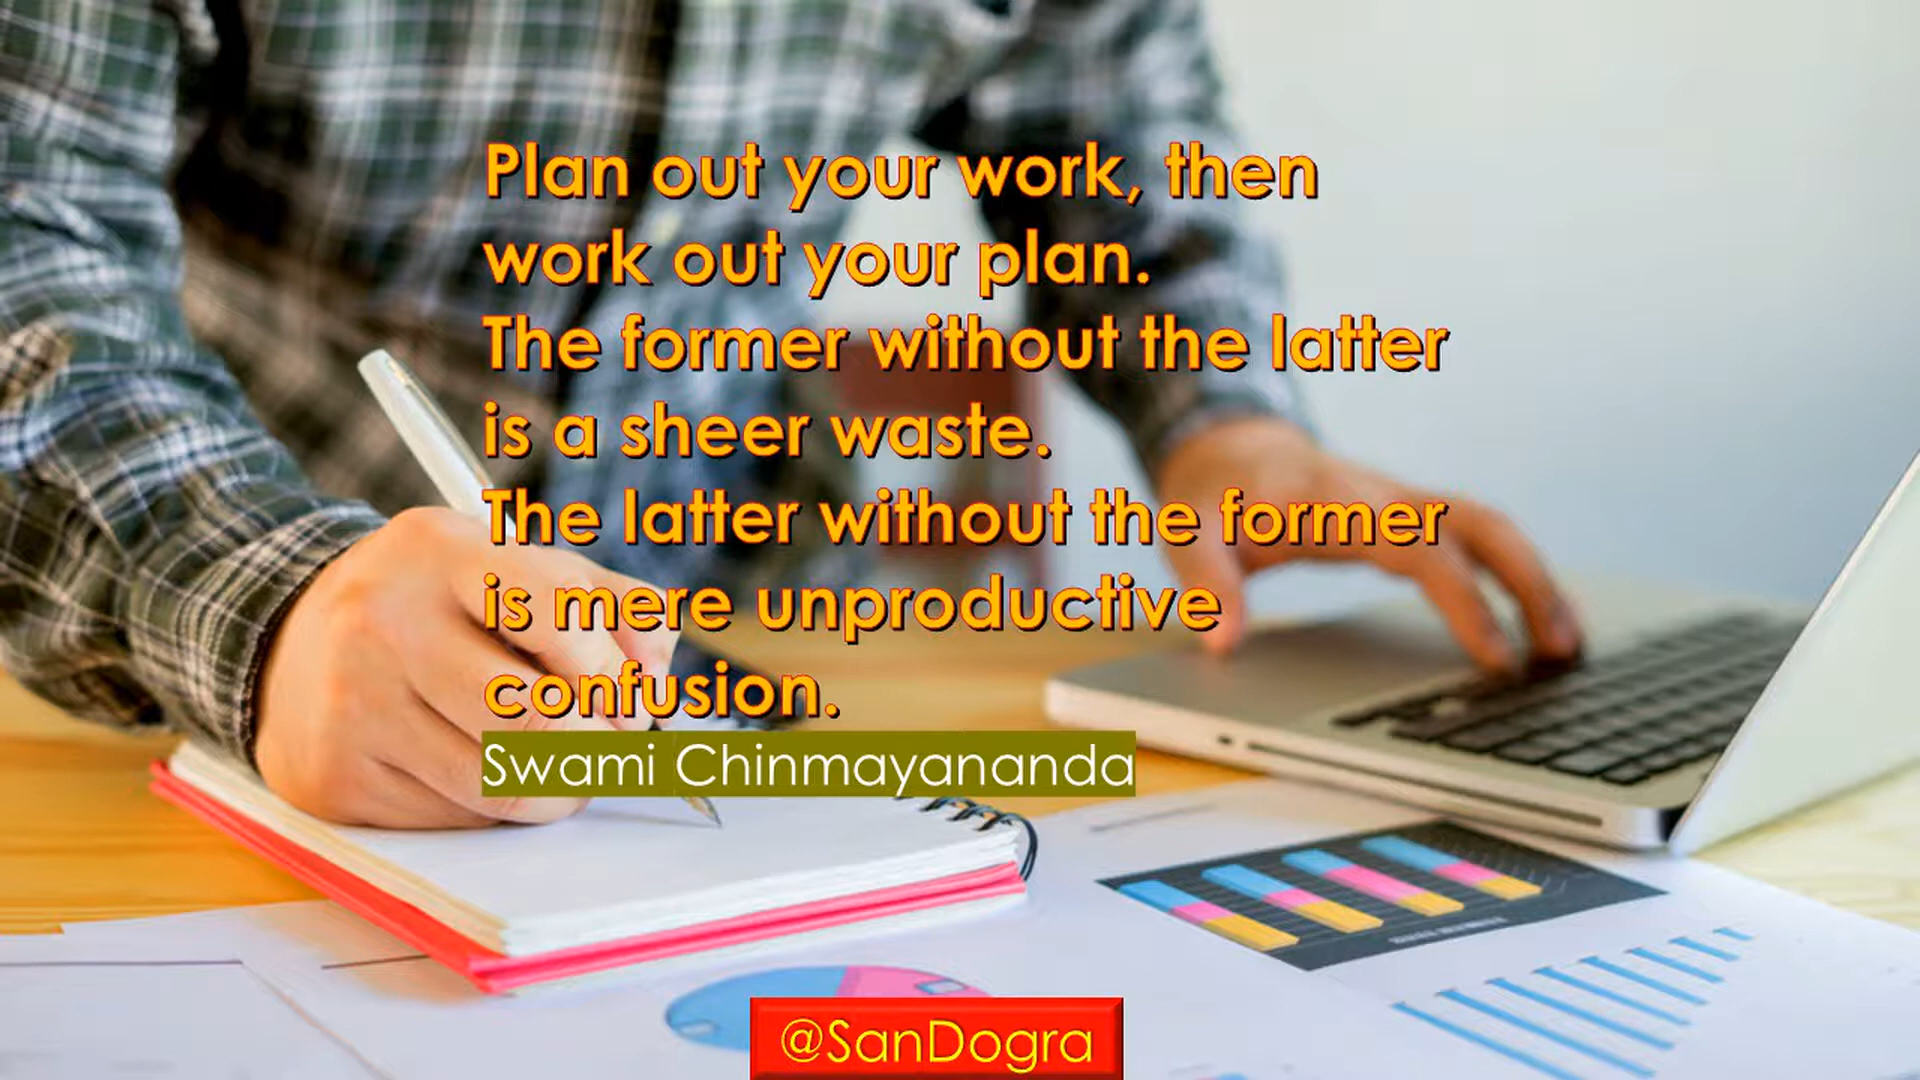 Plan out your work, then
work out your plan.
The former without the latter
is a sheer waste.
The latter without the former
is mere unproductive
confusion.
Swami Chinmayananda
@SanDogra